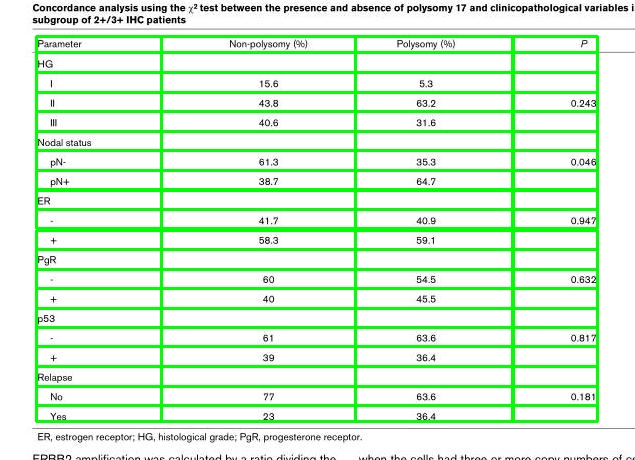 Concordance analysis using the χ² test between the presence and absence of polysomy 17 and clinicopathological variables i
subgroup of 2+/3+ IHC patients
Parameter Non-polysomy (%) Polysomy (%) P
HG
I 15.6 5.3
II 43.8 63.2 0.243
III 40.6 31.6
Nodal status
pN- 61.3 35.3 0.046
pN+ 38.7 64.7
ER
- 41.7 40.9 0.947
+ 58.3 59.1
PgR
- 60 54.5 0.632
+ 40 45.5
p53
- 61 63.6 0.817
+ 39 36.4
Relapse
No 77 63.6 0.181
Yes 23 36.4
ER, estrogen receptor; HG, histological grade; PgR, progesterone receptor.
ERBB2 amplification was calculated by a ratio dividing the when the cells had three or more copy numbers of